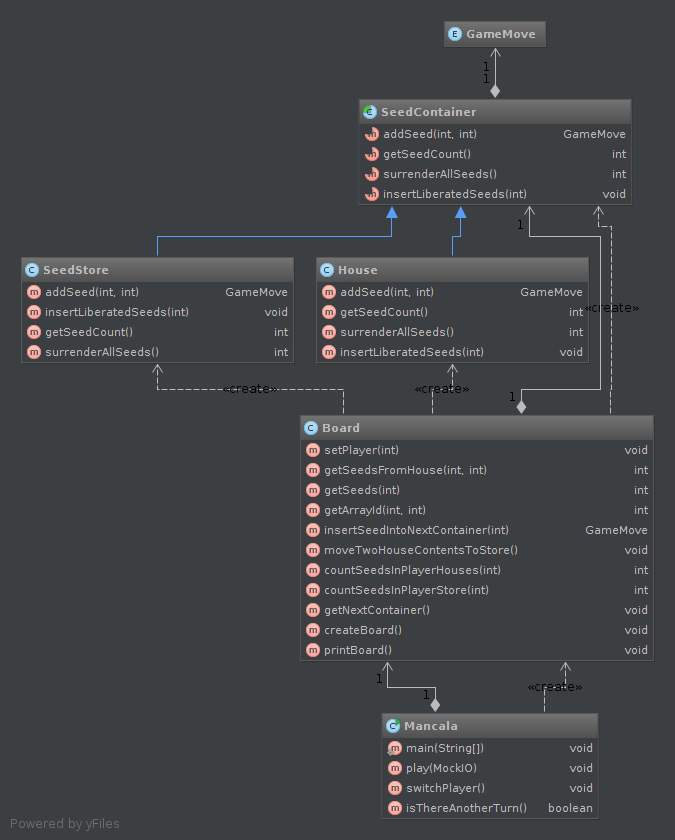 E GameMove
1
1
C SeedContainer
m addSeed(int, int) GameMove
m getSeedCount() int
m surrenderAllSeeds() int
m insertLiberatedSeeds(int) void
1
C SeedStore
m addSeed(int, int) GameMove
m insertLiberatedSeeds(int) void
m getSeedCount() int
m surrenderAllSeeds() int
C House
m addSeed(int, int) GameMove
m getSeedCount() int
m surrenderAllSeeds() int
m insertLiberatedSeeds(int) void
«create»
«create»
«create»
1
C Board
m setPlayer(int) void
m getSeedsFromHouse(int, int) int
m getSeeds(int) int
m getArrayId(int, int) int
m insertSeedIntoNextContainer(int) GameMove
m moveTwoHouseContentsToStore() void
m countSeedsInPlayerHouses(int) int
m countSeedsInPlayerStore(int) int
m getNextContainer() void
m createBoard() void
m printBoard() void
1
1
«create»
C Mancala
m main(String[]) void
m play(MockIO) void
m switchPlayer() void
m isThereAnotherTurn() boolean
Powered by yFiles